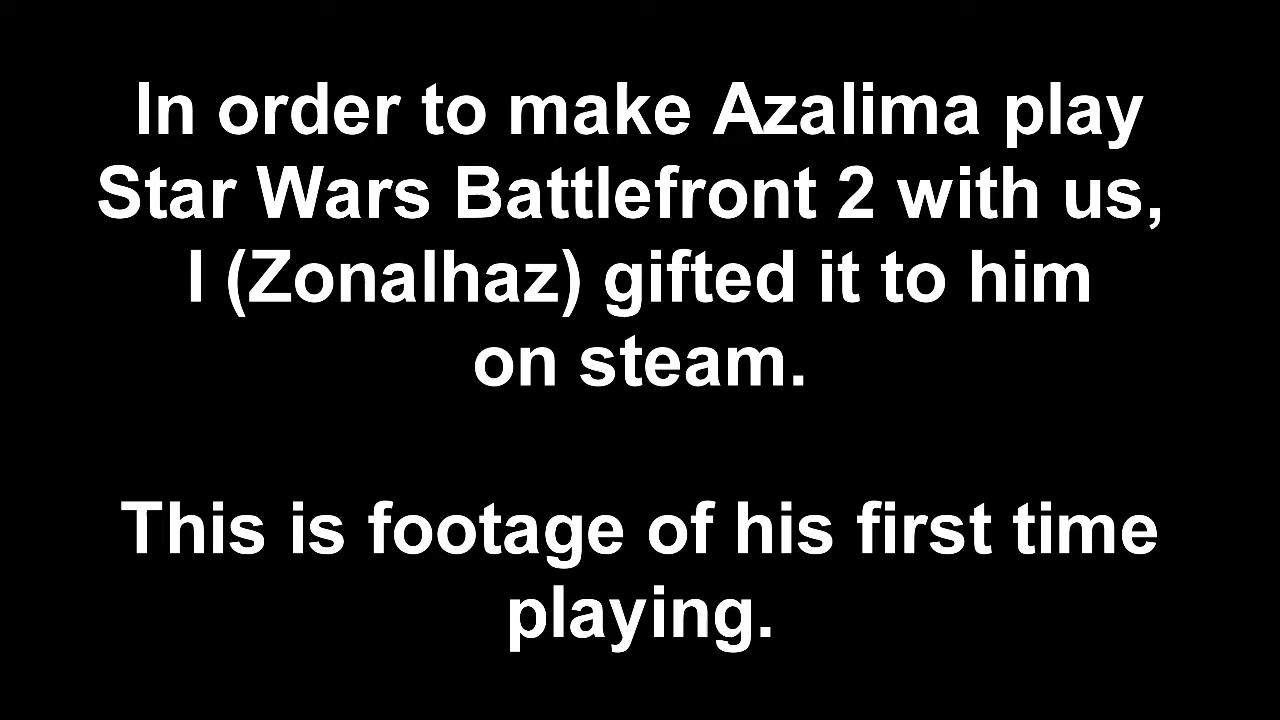 In order to make Azalima play
Star Wars Battlefront 2 with us,
I (Zonalhaz) gifted it to him
on steam.
This is footage of his first time
playing.